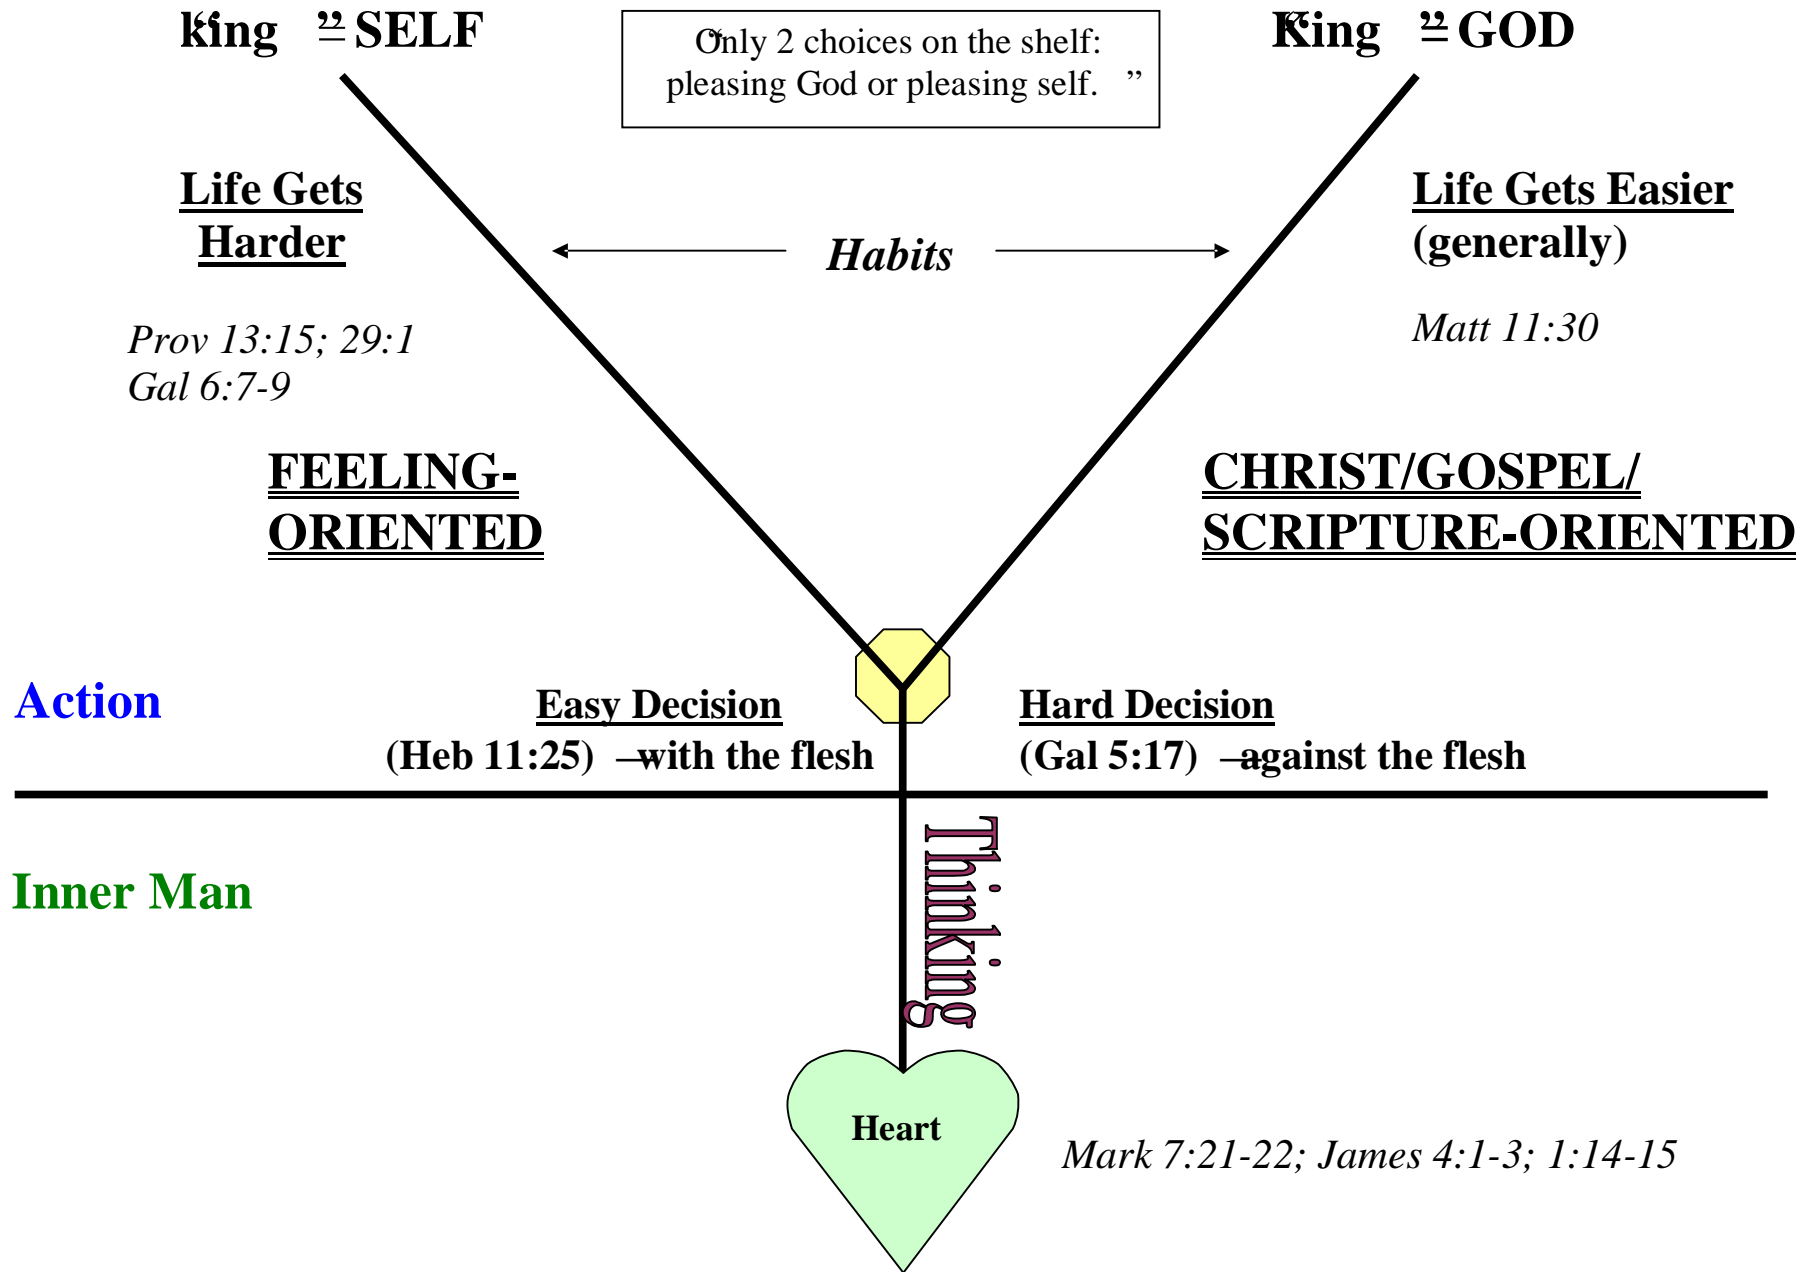 “king” = SELF
“Only 2 choices on the shelf:
pleasing God or pleasing self.”
“King” = GOD
Life Gets
Harder
Habits
Life Gets Easier
(generally)
Prov 13:15; 29:1
Gal 6:7-9
Matt 11:30
FEELING-
ORIENTED
CHRIST/GOSPEL/
SCRIPTURE-ORIENTED
Action
Easy Decision
(Heb 11:25) —with the flesh
Hard Decision
(Gal 5:17) —against the flesh
Thinking
Inner Man
Heart
Mark 7:21-22; James 4:1-3; 1:14-15